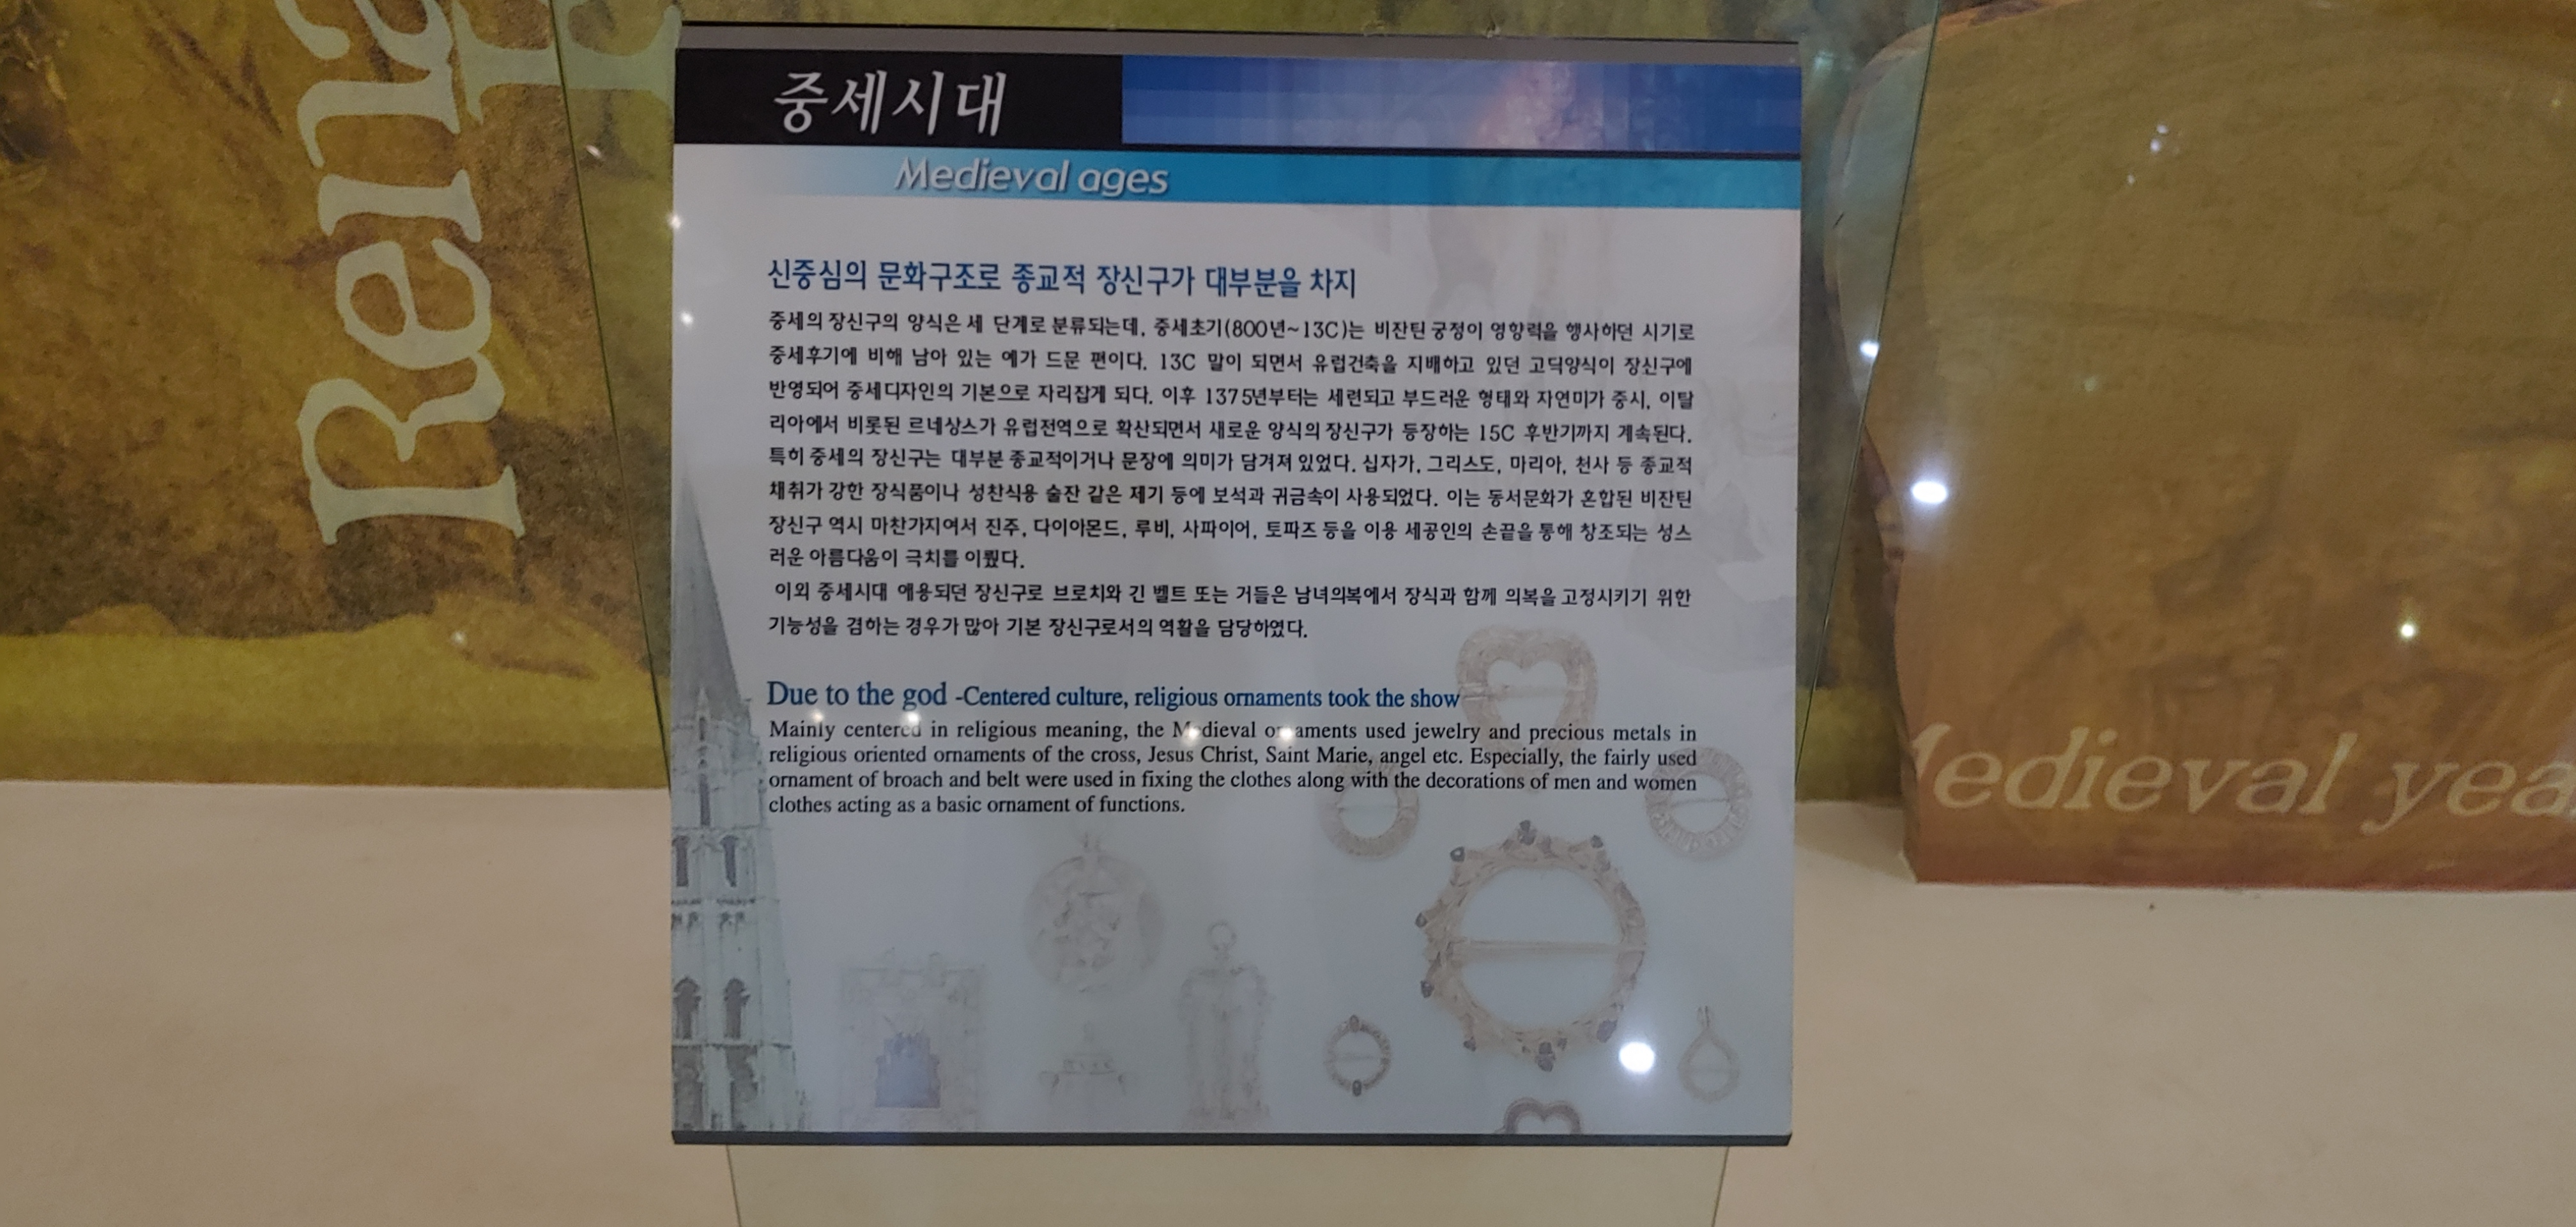 Rena
중세시대
Medieval ages
신중심의 문화구조로 종교적 장신구가 대부분을 차지
중세의 장신구의 양식은 세 단계로 분류되는데, 중세초기(800년~13C)는 비잔틴 궁정이 영향력을 행사하던 시기로
중세후기에 비해 남아 있는 예가 드문 편이다. 13C 말이 되면서 유럽건축을 지배하고 있던 고딕양식이 장신구에
반영되어 중세디자인의 기본으로 자리잡게 되다. 이후 1375년부터는 세련되고 부드러운 형태와 자연미가 중시, 이탈
리아에서 비롯된 르네상스가 유럽전역으로 확산되면서 새로운 양식의 장신구가 등장하는 15C 후반기까지 계속된다.
특히 중세의 장신구는 대부분 종교적이거나 문장에 의미가 담겨져 있었다. 십자가, 그리스도, 마리아, 천사 등 종교적
채취가 강한 장식품이나 성찬식용 술잔 같은 제기 등에 보석과 귀금속이 사용되었다. 이는 동서문화가 혼합된 비잔틴
장신구 역시 마찬가지여서 진주, 다이아몬드, 루비, 사파이어, 토파즈 등을 이용 세공인의 손끝을 통해 창조되는 성스
러운 아름다움이 극치를 이뤘다.
이외 중세시대 애용되던 장신구로 브로치와 긴 벨트 또는 거들은 남녀의복에서 장식과 함께 의복을 고정시키기 위한
기능성을 겸하는 경우가 많아 기본 장신구로서의 역활을 담당하였다.
Due to the god -Centered culture, religious ornaments took the show
Mainly centered in religious meaning, the Medieval ornaments used jewelry and precious metals in
religious oriented ornaments of the cross, Jesus Christ, Saint Marie, angel etc. Especially, the fairly used
ornament of broach and belt were used in fixing the clothes along with the decorations of men and women
clothes acting as a basic ornament of functions.
Medieval yea